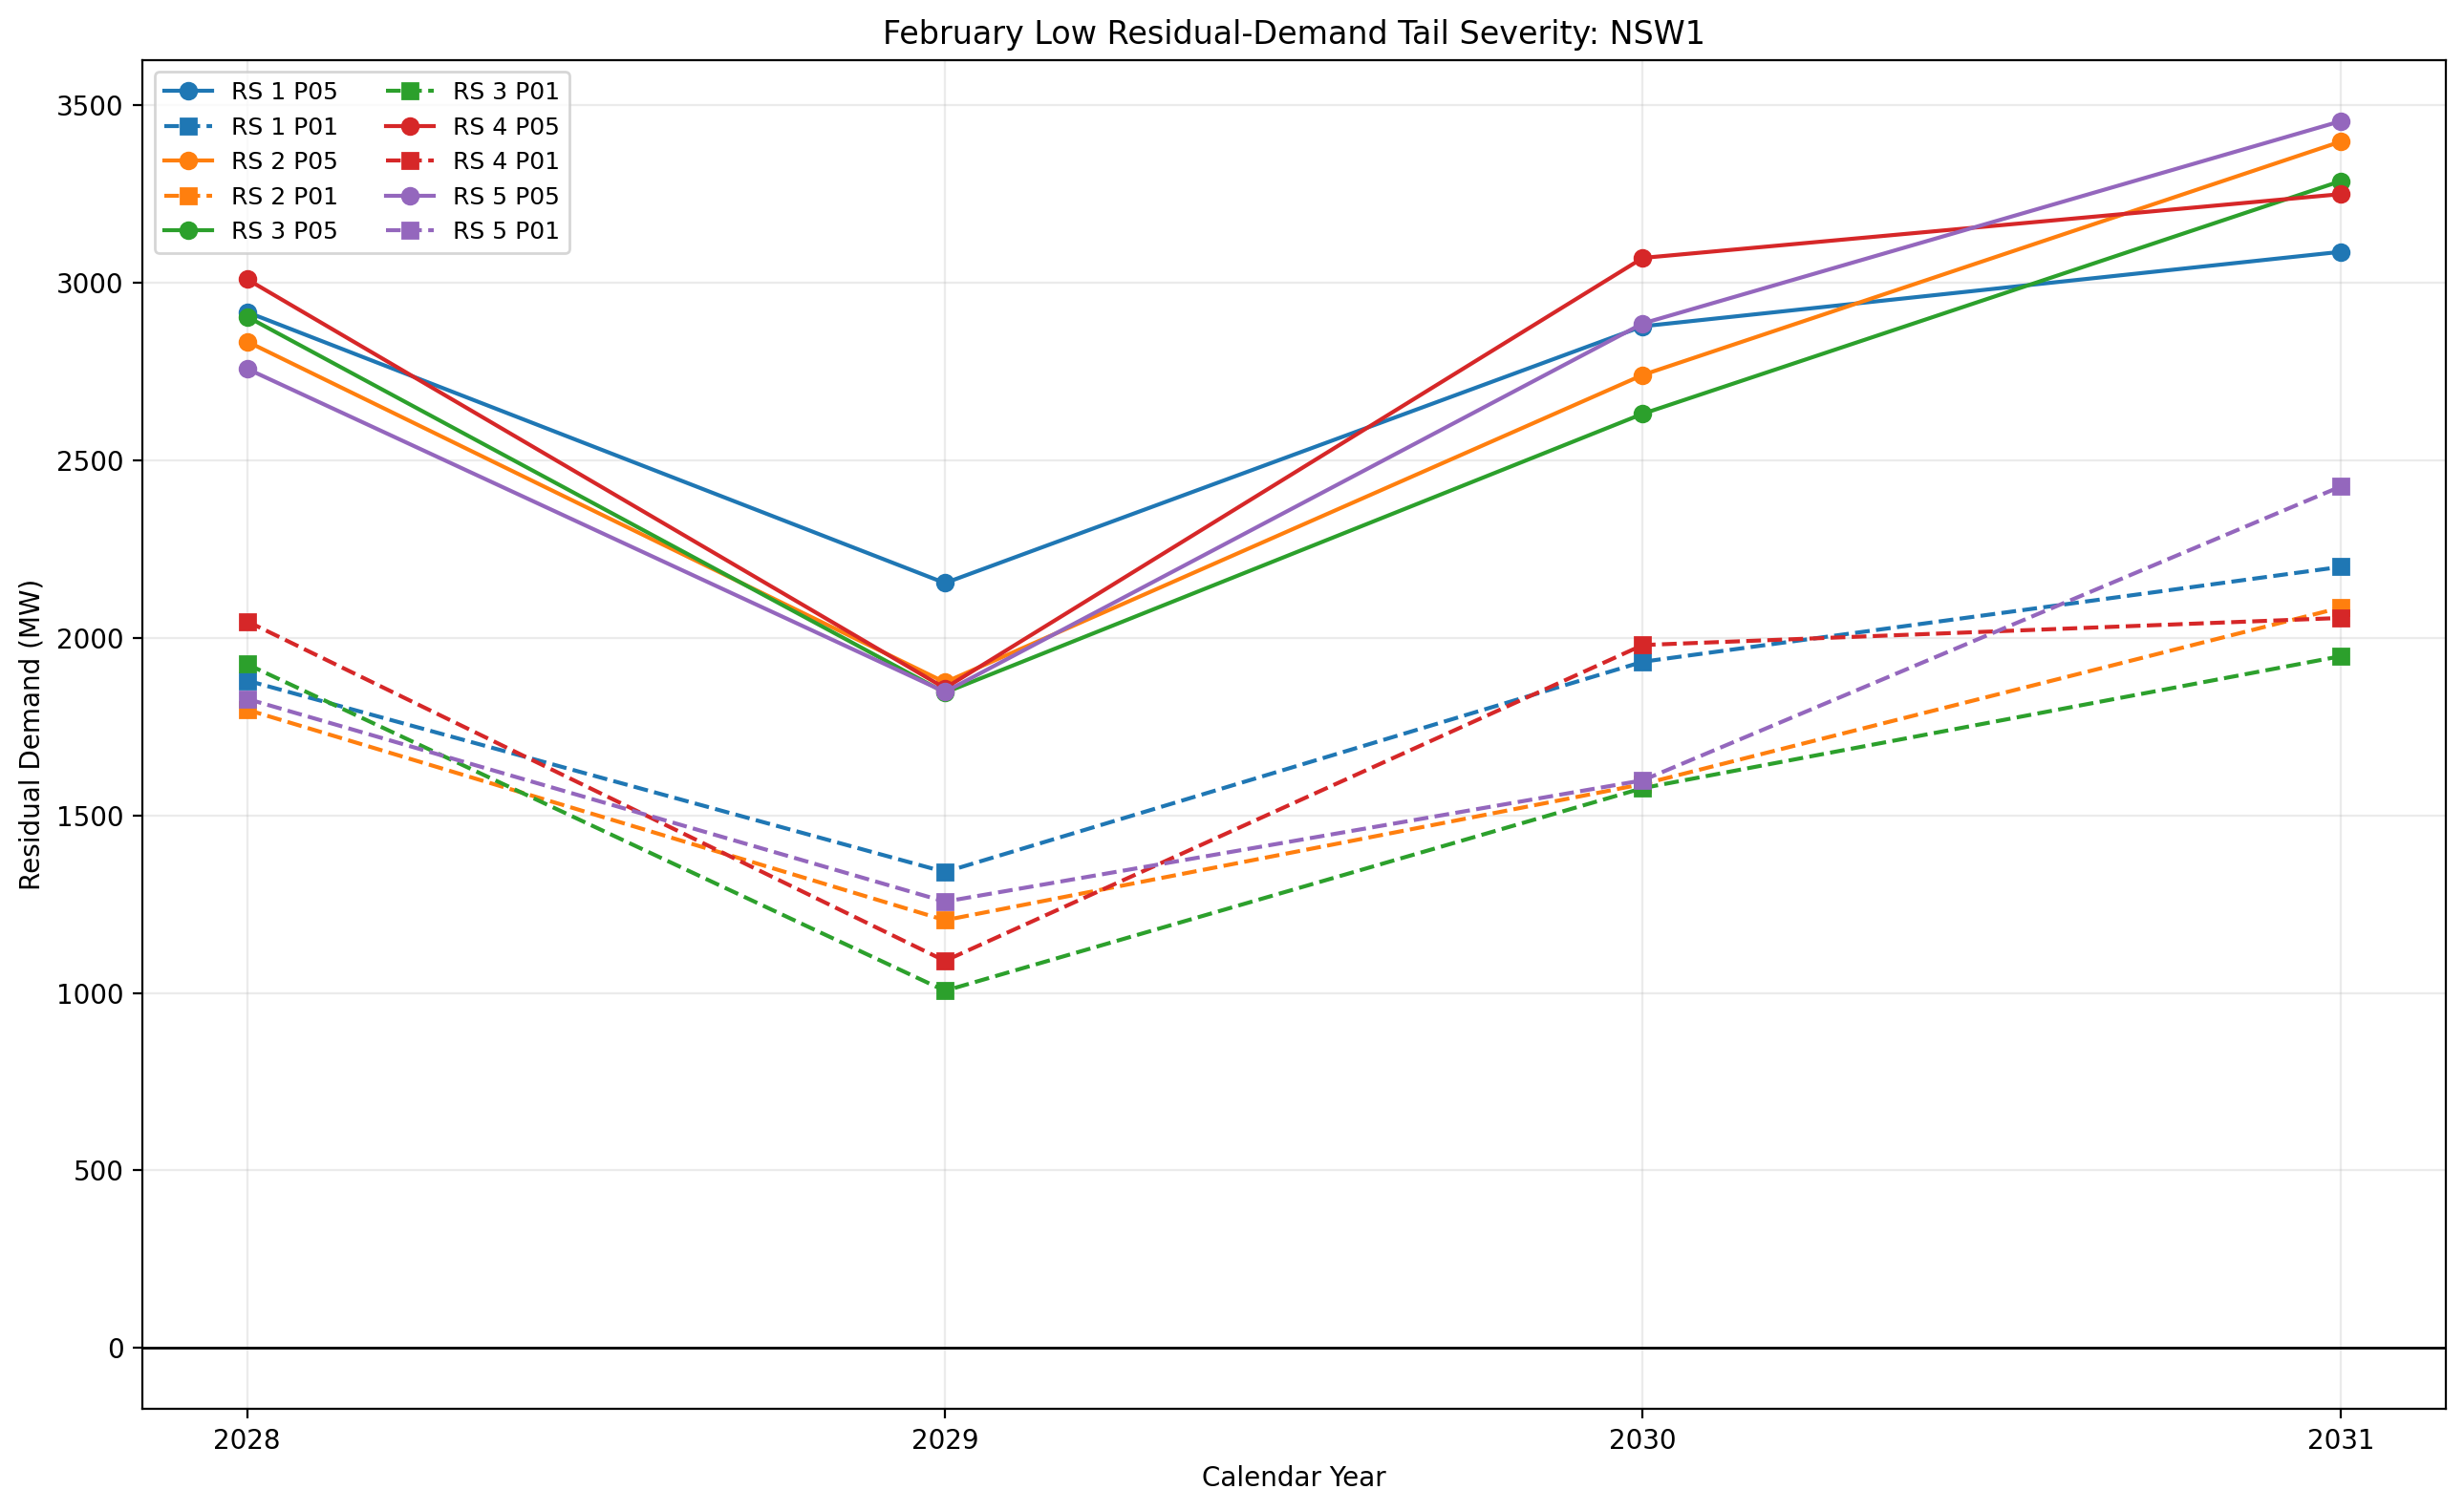 February Low Residual-Demand Tail Severity: NSW1
RS 1 P05
RS 1 P01
RS 2 P05
RS 2 P01
RS 3 P05
RS 3 P01
RS 4 P05
RS 4 P01
RS 5 P05
RS 5 P01
Residual Demand (MW)
3500
3000
2500
2000
1500
1000
500
0
2028 2029 2030 2031
Calendar Year